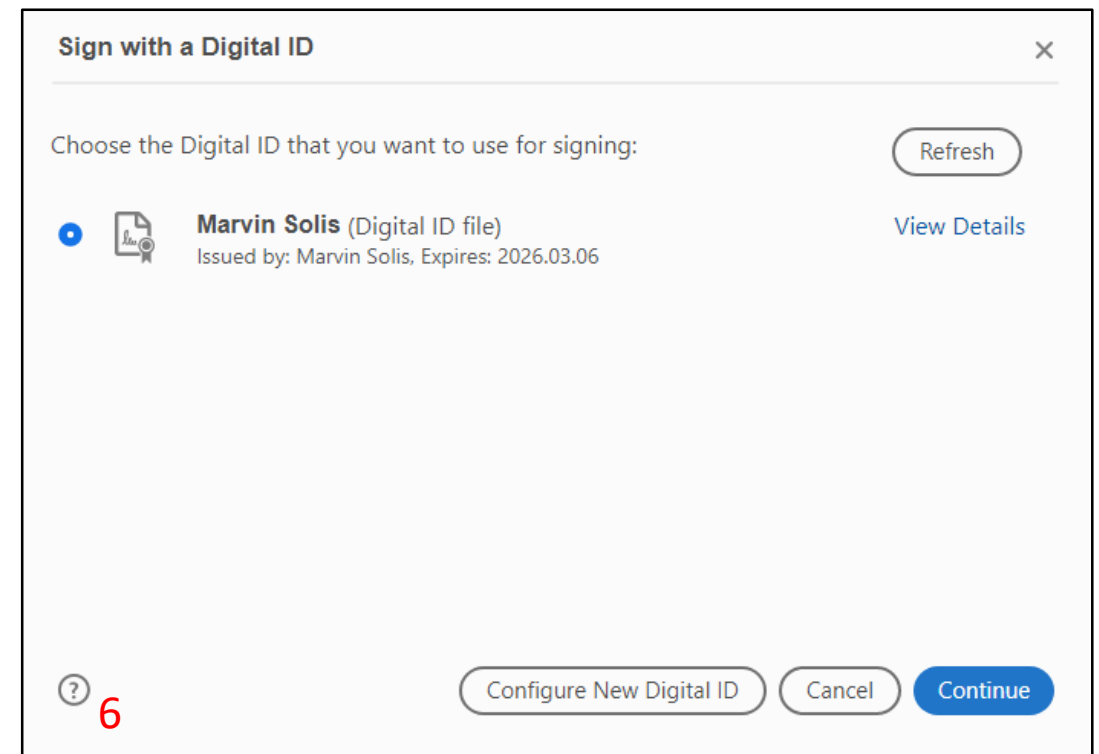 Sign with a Digital ID
Choose the Digital ID that you want to use for signing:
Refresh
Marvin Solis (Digital ID file)
View Details
Issued by: Marvin Solis, Expires: 2026.03.06
?
6
Configure New Digital ID
Cancel
Continue